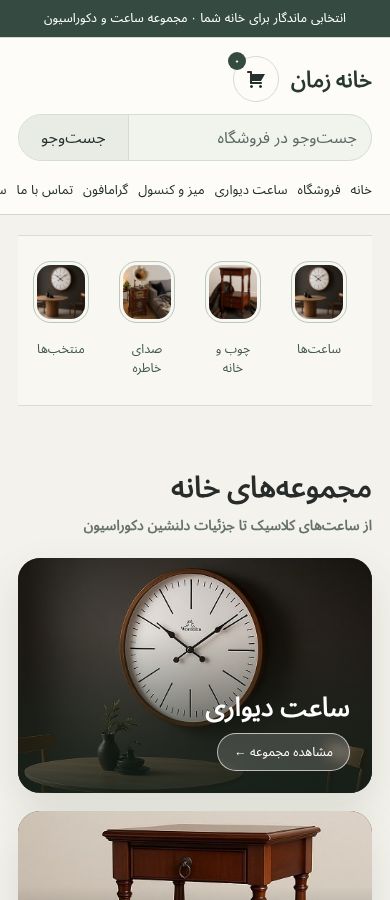 انتخابی ماندگار برای خانه شما · مجموعه ساعت و دکوراسیون
خانه زمان
۰
جست‌وجو در فروشگاه
جست‌وجو
خانه فروشگاه ساعت دیواری میز و کنسول گرامافون تماس با ما
ساعت‌ها
چوب و
خانه
صدای
خاطره
منتخب‌ها
مجموعه‌های خانه
از ساعت‌های کلاسیک تا جزئیات دلنشین دکوراسیون
ساعت دیواری
مشاهده مجموعه ←